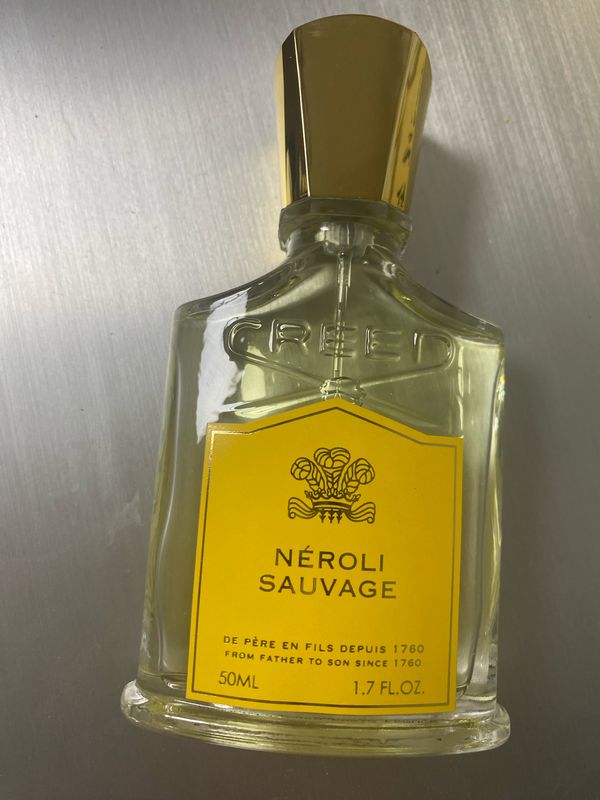 CREED
NÉROLI
SAUVAGE
DE PÈRE EN FILS DEPUIS 1760
FROM FATHER TO SON SINCE 1760
50ML 1.7 FL.OZ.